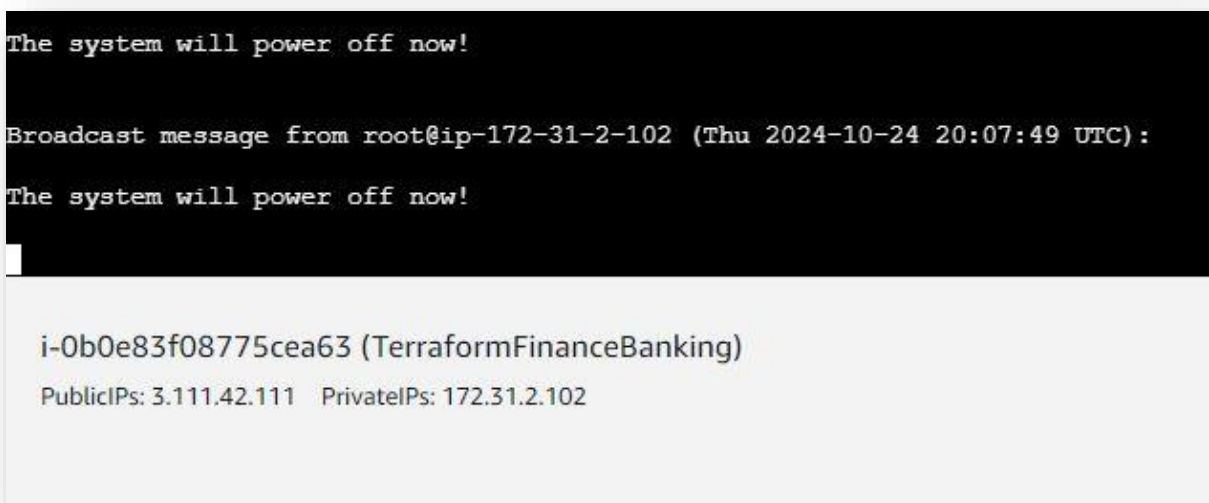 The system will power off now!
Broadcast message from root@ip-172-31-2-102 (Thu 2024-10-24 20:07:49 UTC):
The system will power off now!
i-0b0e83f08775cea63 (TerraformFinanceBanking)
PublicIPs: 3.111.42.111 PrivateIPs: 172.31.2.102